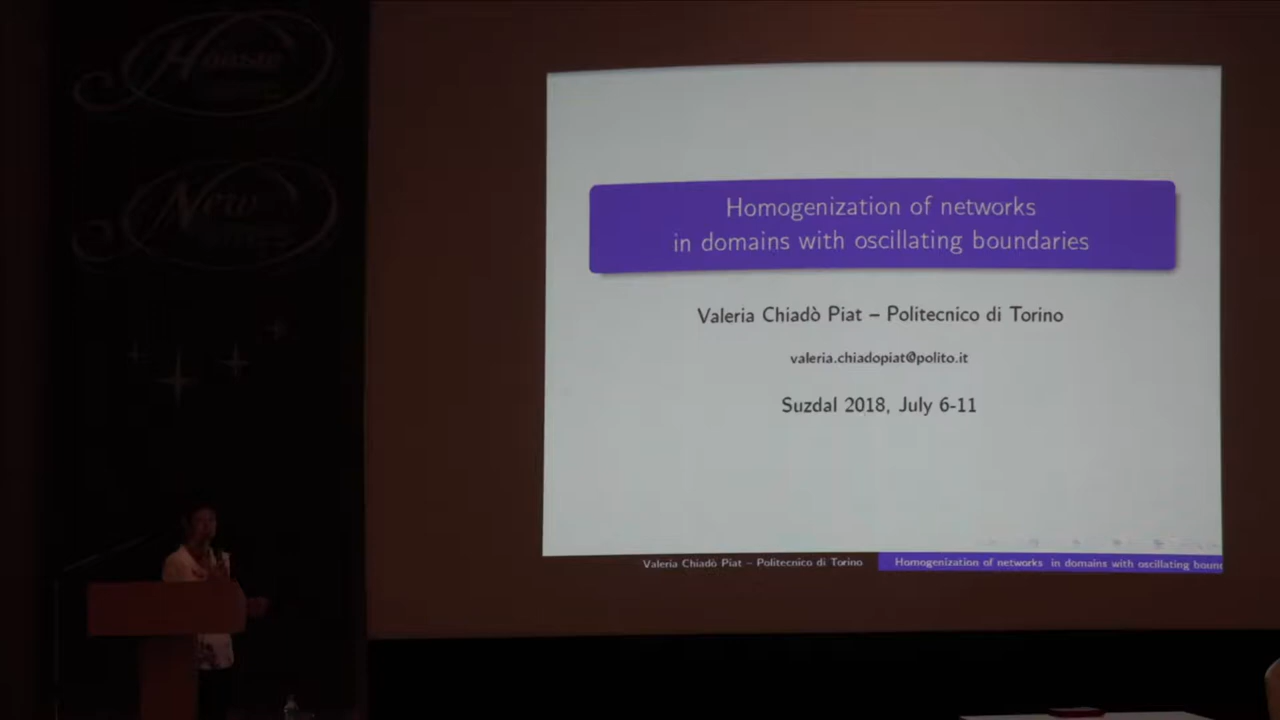 New
Homogenization of networks
in domains with oscillating boundaries
Valeria Chiadò Piat – Politecnico di Torino
valeria.chiadopiat@polito.it
Suzdal 2018, July 6-11
Valeria Chiadò Piat – Politecnico di Torino
Homogenization of networks in domains with oscillating boun